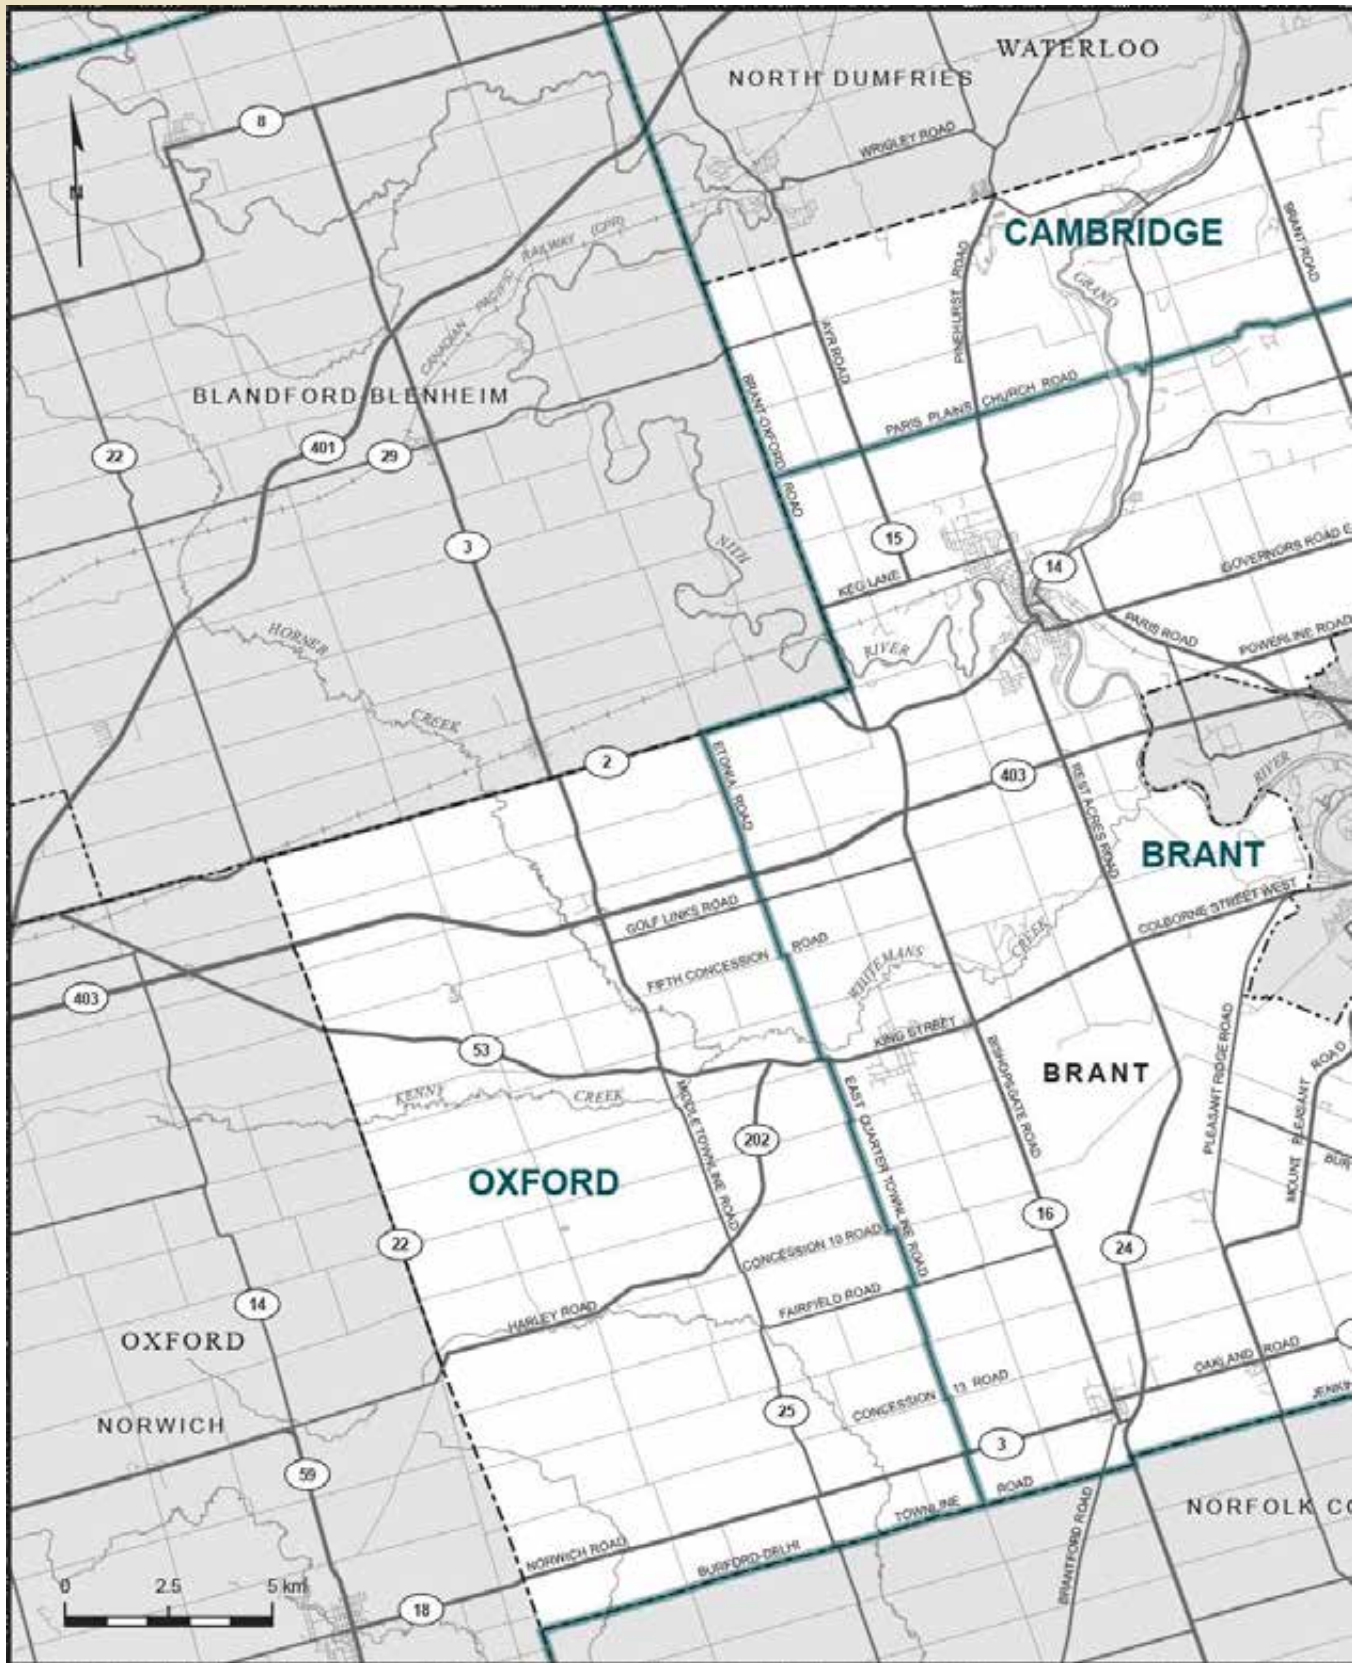 WATERLOO
NORTH DUMFRIES
8
WRIGLEY ROAD
N
CAMBRIDGE
BRANT ROAD
CANADIAN PACIFIC RAILWAY (CPR)
PINEHURST ROAD
GRAND
AYR ROAD
BLANDFORD-BLENHEIM
BRANT-OXFORD ROAD
PARIS PLAINS CHURCH ROAD
22
401
29
3
NITH
15
14
KEG LANE
GOVERNORS ROAD E
HORNER
CREEK
RIVER
PARIS ROAD
POWERLINE ROAD
2
ETONIA ROAD
403
REST ACRES ROAD
RIVER
BRANT
GOLF LINKS ROAD
COLBORNE STREET WEST
FIFTH CONCESSION ROAD
WHITEMANS
CREEK
403
53
KING STREET
KENNY
CREEK
MIDDLE TOWNLINE ROAD
EAST QUARTER TOWNLINE ROAD
BISHOPSGATE ROAD
BRANT
PLEASANT RIDGE ROAD
MOUNT PLEASANT ROAD
BUR
202
OXFORD
16
22
24
CONCESSION 10 ROAD
FAIRFIELD ROAD
14
HARLEY ROAD
OXFORD
OAKLAND ROAD
NORWICH
25
CONCESSION 13 ROAD
JENKIN
3
59
TOWNLINE ROAD
NORFOLK CO
NORWICH ROAD
BURFORD-DELHI
BRANTFORD ROAD
0 2.5 5 km
18